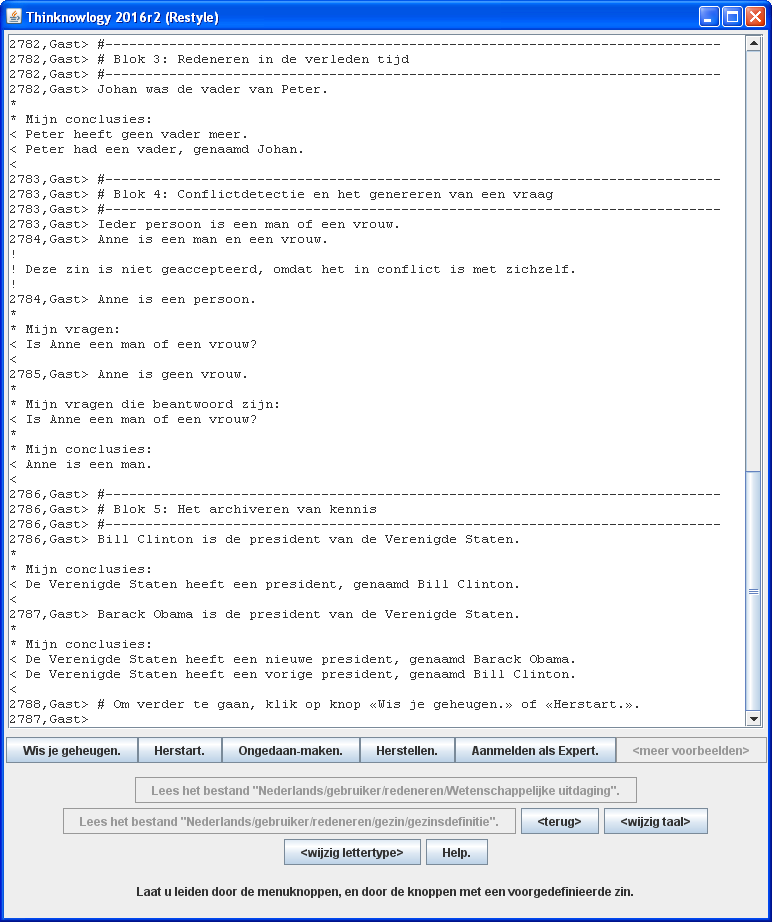 Thinknowlogy 2016r2 (Restyle)
2782,Gast> #------------------------------------------------------------------------------
2782,Gast> # Blok 3: Redeneren in de verleden tijd
2782,Gast> #------------------------------------------------------------------------------
2782,Gast> Johan was de vader van Peter.
*
* Mijn conclusies:
< Peter heeft geen vader meer.
< Peter had een vader, genaamd Johan.
<
2783,Gast> #------------------------------------------------------------------------------
2783,Gast> # Blok 4: Conflictdetectie en het genereren van een vraag
2783,Gast> #------------------------------------------------------------------------------
2783,Gast> Ieder persoon is een man of een vrouw.
2784,Gast> Anne is een man en een vrouw.
!
! Deze zin is niet geaccepteerd, omdat het in conflict is met zichzelf.
!
2784,Gast> Anne is een persoon.
*
* Mijn vragen:
< Is Anne een man of een vrouw?
<
2785,Gast> Anne is geen vrouw.
*
* Mijn vragen die beantwoord zijn:
< Is Anne een man of een vrouw?
*
* Mijn conclusies:
< Anne is een man.
<
2786,Gast> #------------------------------------------------------------------------------
2786,Gast> # Blok 5: Het archiveren van kennis
2786,Gast> #------------------------------------------------------------------------------
2786,Gast> Bill Clinton is de president van de Verenigde Staten.
*
* Mijn conclusies:
< De Verenigde Staten heeft een president, genaamd Bill Clinton.
<
2787,Gast> Barack Obama is de president van de Verenigde Staten.
*
* Mijn conclusies:
< De Verenigde Staten heeft een nieuwe president, genaamd Barack Obama.
< De Verenigde Staten heeft een vorige president, genaamd Bill Clinton.
<
2788,Gast> # Om verder te gaan, klik op knop «Wis je geheugen.» of «Herstart.».
2787,Gast>
Wis je geheugen. Herstart. Ongedaan-maken. Herstellen. Aanmelden als Expert. <meer voorbeelden>
Lees het bestand "Nederlands/gebruiker/redeneren/Wetenschappelijke uitdaging".
Lees het bestand "Nederlands/gebruiker/redeneren/gezin/gezinsdefinitie". <terug> <wijzig taal>
<wijzig lettertype> Help.
Laat u leiden door de menuknoppen, en door de knoppen met een voorgedefinieerde zin.